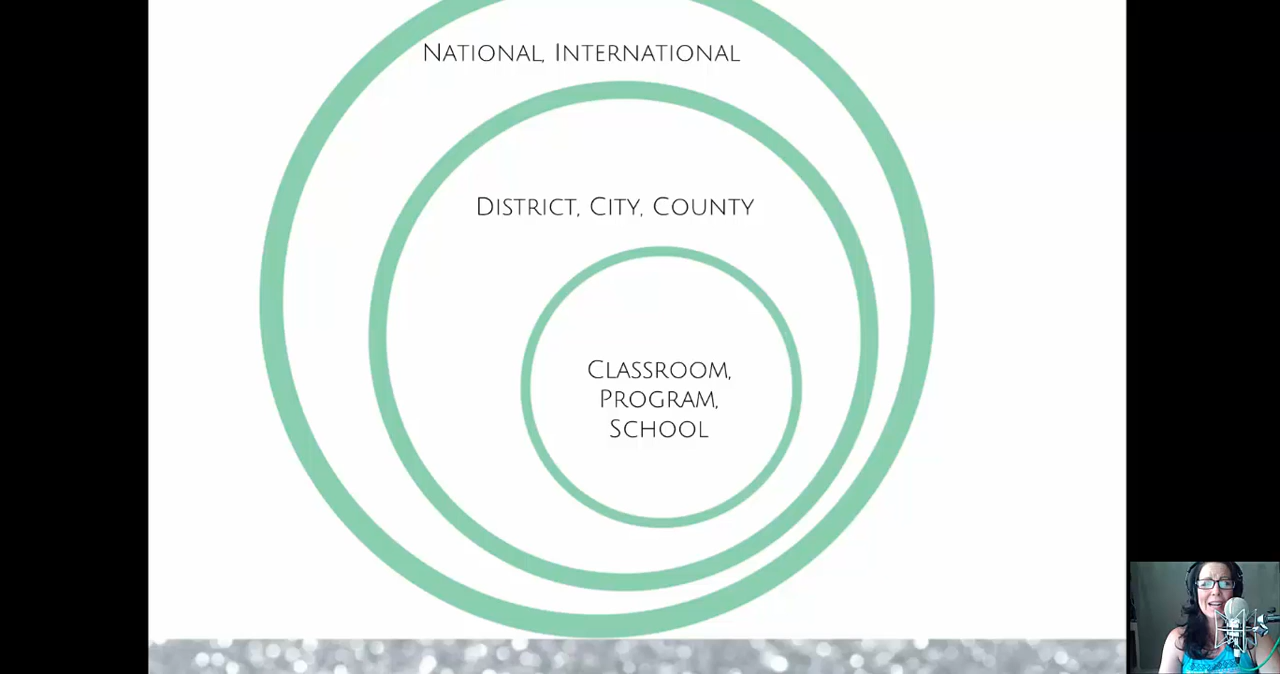 National, International
District, City, County
Classroom,
Program,
School